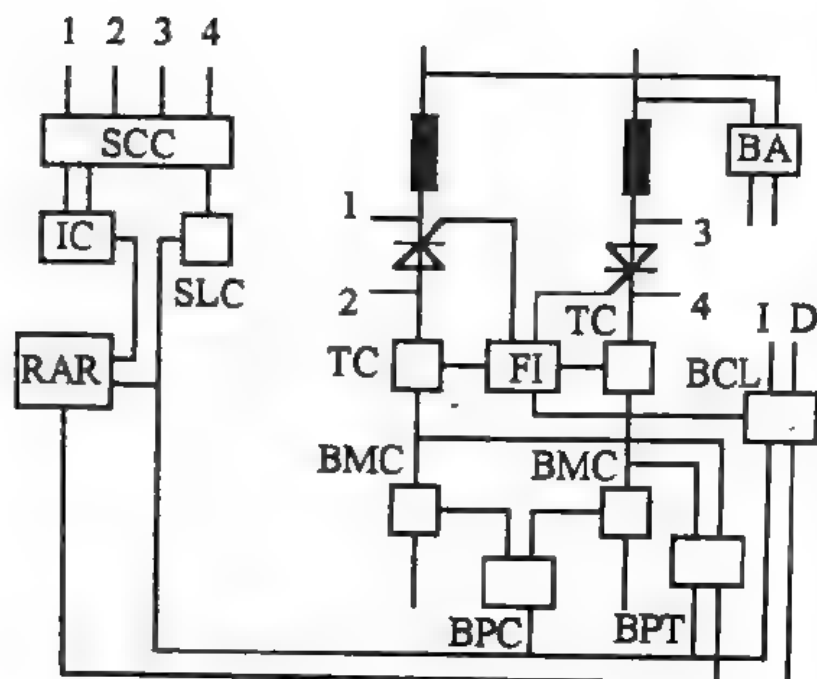 1 2 3 4
SCC
BA
1
3
IC
SLC
2
TC
4
I D
RAR
TC
FI
BCL
BMC
BMC
BPC
BPT